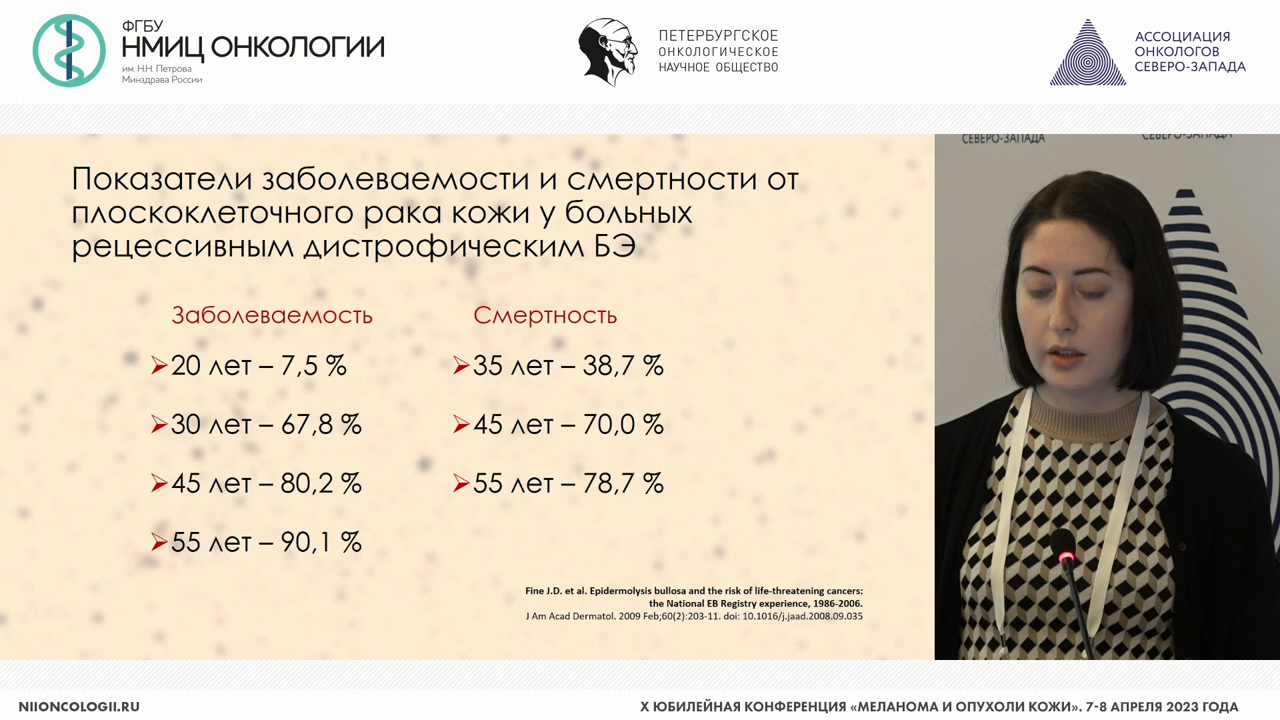 ФГБУ
НМИЦ ОНКОЛОГИИ
им. Н.Н. Петрова
Минздрава России
ПЕТЕРБУРГСКОЕ
ОНКОЛОГИЧЕСКОЕ
НАУЧНОЕ ОБЩЕСТВО
АССОЦИАЦИЯ
ОНКОЛОГОВ
СЕВЕРО-ЗАПАДА
СЕВЕРО-ЗАПАДА
СЕВЕРО-ЗАПАДА
Показатели заболеваемости и смертности от
плоскоклеточного рака кожи у больных
рецессивным дистрофическим БЭ
Заболеваемость
20 лет – 7,5 %
30 лет – 67,8 %
45 лет – 80,2 %
55 лет – 90,1 %
Смертность
35 лет – 38,7 %
45 лет – 70,0 %
55 лет – 78,7 %
Fine J.D. et al. Epidermolysis bullosa and the risk of life-threatening cancers:
the National EB Registry experience, 1986-2006.
J Am Acad Dermatol. 2009 Feb;60(2):203-11. doi: 10.1016/j.jaad.2008.09.035
NIIONCOLOGII.RU
X ЮБИЛЕЙНАЯ КОНФЕРЕНЦИЯ «МЕЛАНОМА И ОПУХОЛИ КОЖИ». 7-8 АПРЕЛЯ 2023 ГОДА